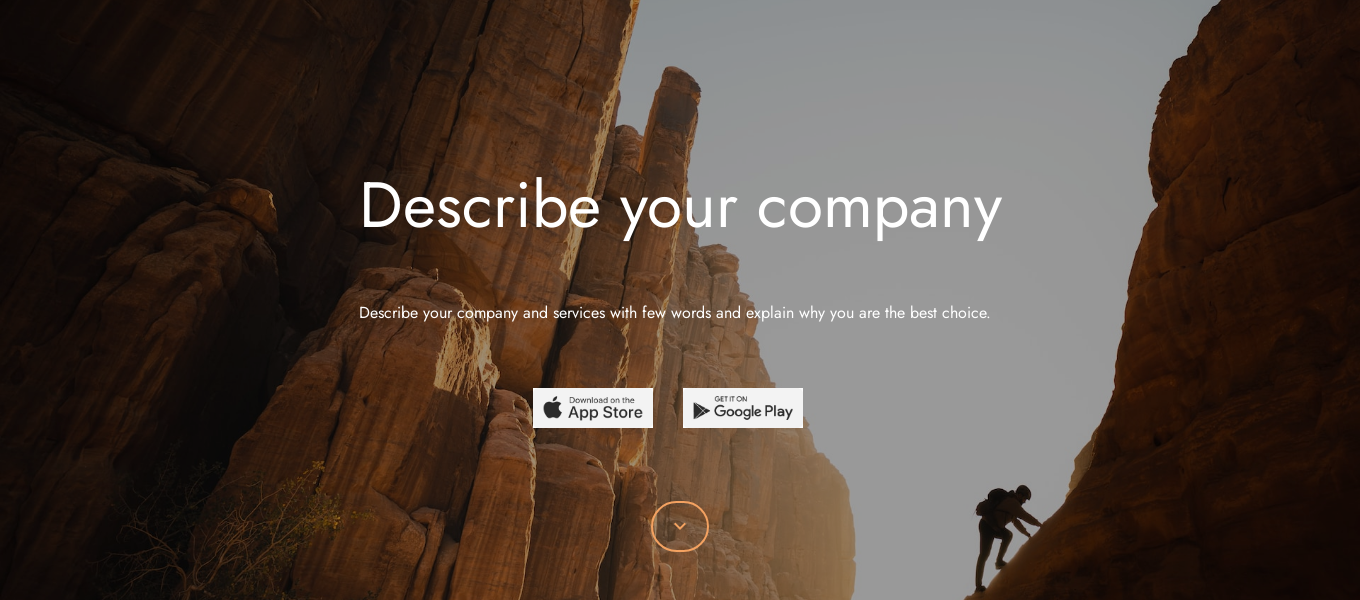 Describe your company
Describe your company and services with few words and explain why you are the best choice.
Download on the
App Store
GET IT ON
Google Play